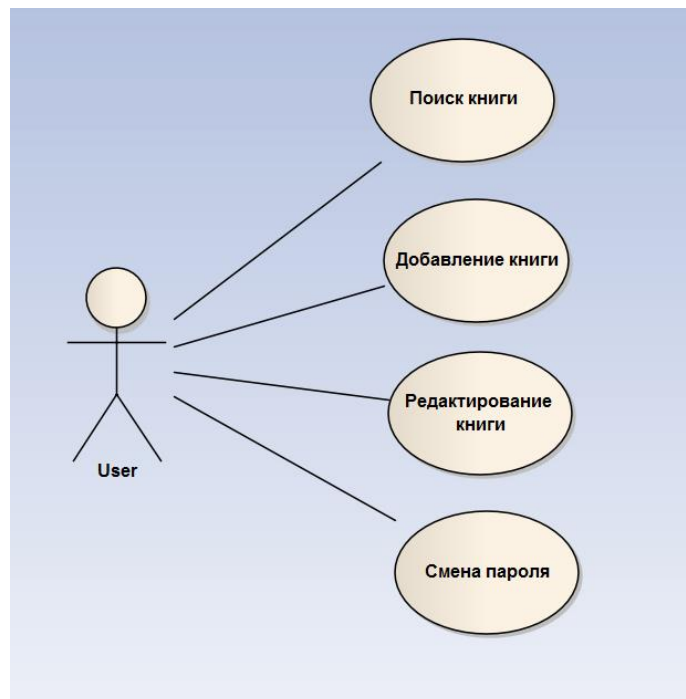 Поиск книги
Добавление книги
Редактирование
книги
User
Смена пароля